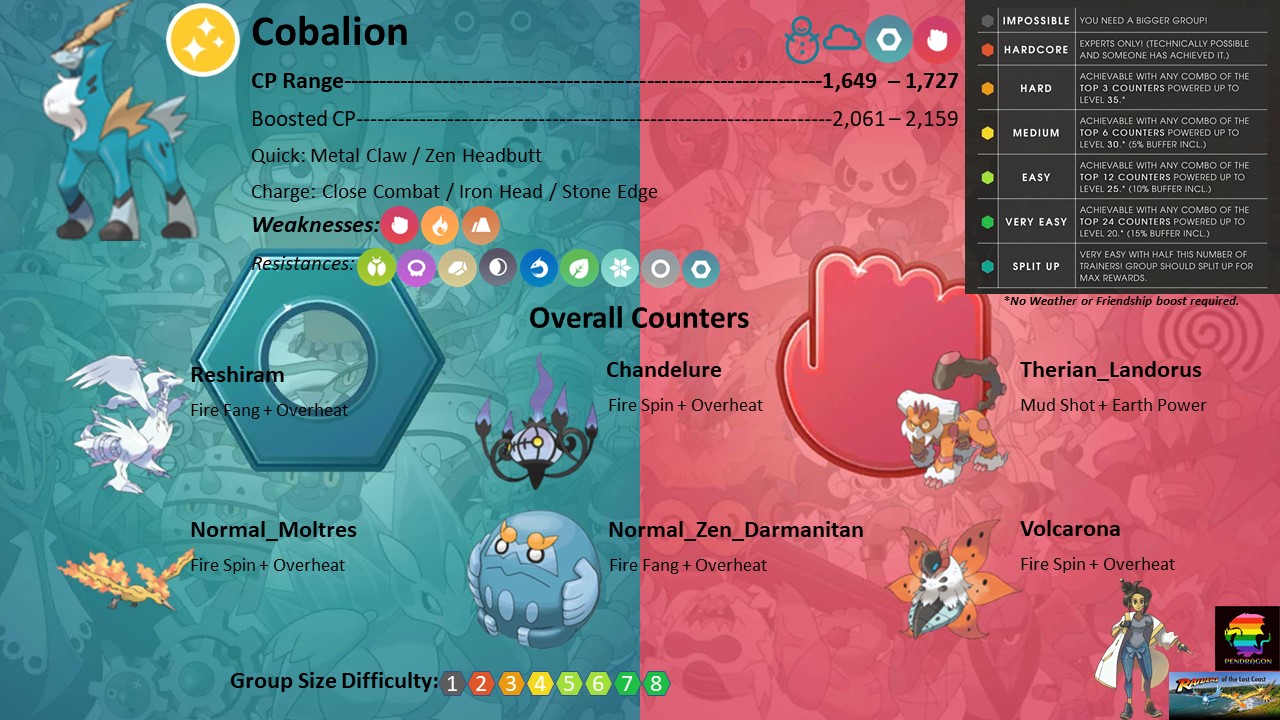 Cobalion
CP Range---1,649 – 1,727
Boosted CP---2,061 – 2,159
Quick: Metal Claw / Zen Headbutt
Charge: Close Combat / Iron Head / Stone Edge
Weaknesses:
Resistances:
IMPOSSIBLE YOU NEED A BIGGER GROUP!
HARDCORE EXPERTS ONLY! (TECHNICALLY POSSIBLE
AND SOMEONE HAS ACHIEVED IT.)
HARD ACHIEVABLE WITH ANY COMBO OF THE
TOP 3 COUNTERS POWERED UP TO
LEVEL 35.*
MEDIUM ACHIEVABLE WITH ANY COMBO OF THE
TOP 6 COUNTERS POWERED UP TO
LEVEL 30.* (5% BUFFER INCL.)
EASY ACHIEVABLE WITH ANY COMBO OF THE
TOP 12 COUNTERS POWERED UP TO
LEVEL 25.* (10% BUFFER INCL.)
VERY EASY ACHIEVABLE WITH ANY COMBO OF THE
TOP 24 COUNTERS POWERED UP TO
LEVEL 20.* (15% BUFFER INCL.)
SPLIT UP VERY EASY WITH HALF THIS NUMBER OF
TRAINERS! GROUP SHOULD SPLIT UP FOR
MAX REWARDS.
*No Weather or Friendship boost required.
Overall Counters
Reshiram
Fire Fang + Overheat
Chandelure
Fire Spin + Overheat
Therian_Landorus
Mud Shot + Earth Power
Normal_Moltres
Fire Spin + Overheat
Normal_Zen_Darmanitan
Fire Fang + Overheat
Volcarona
Fire Spin + Overheat
Group Size Difficulty: 1 2 3 4 5 6 7 8
PENDRAGON
RAIDERS of the Lost Coast